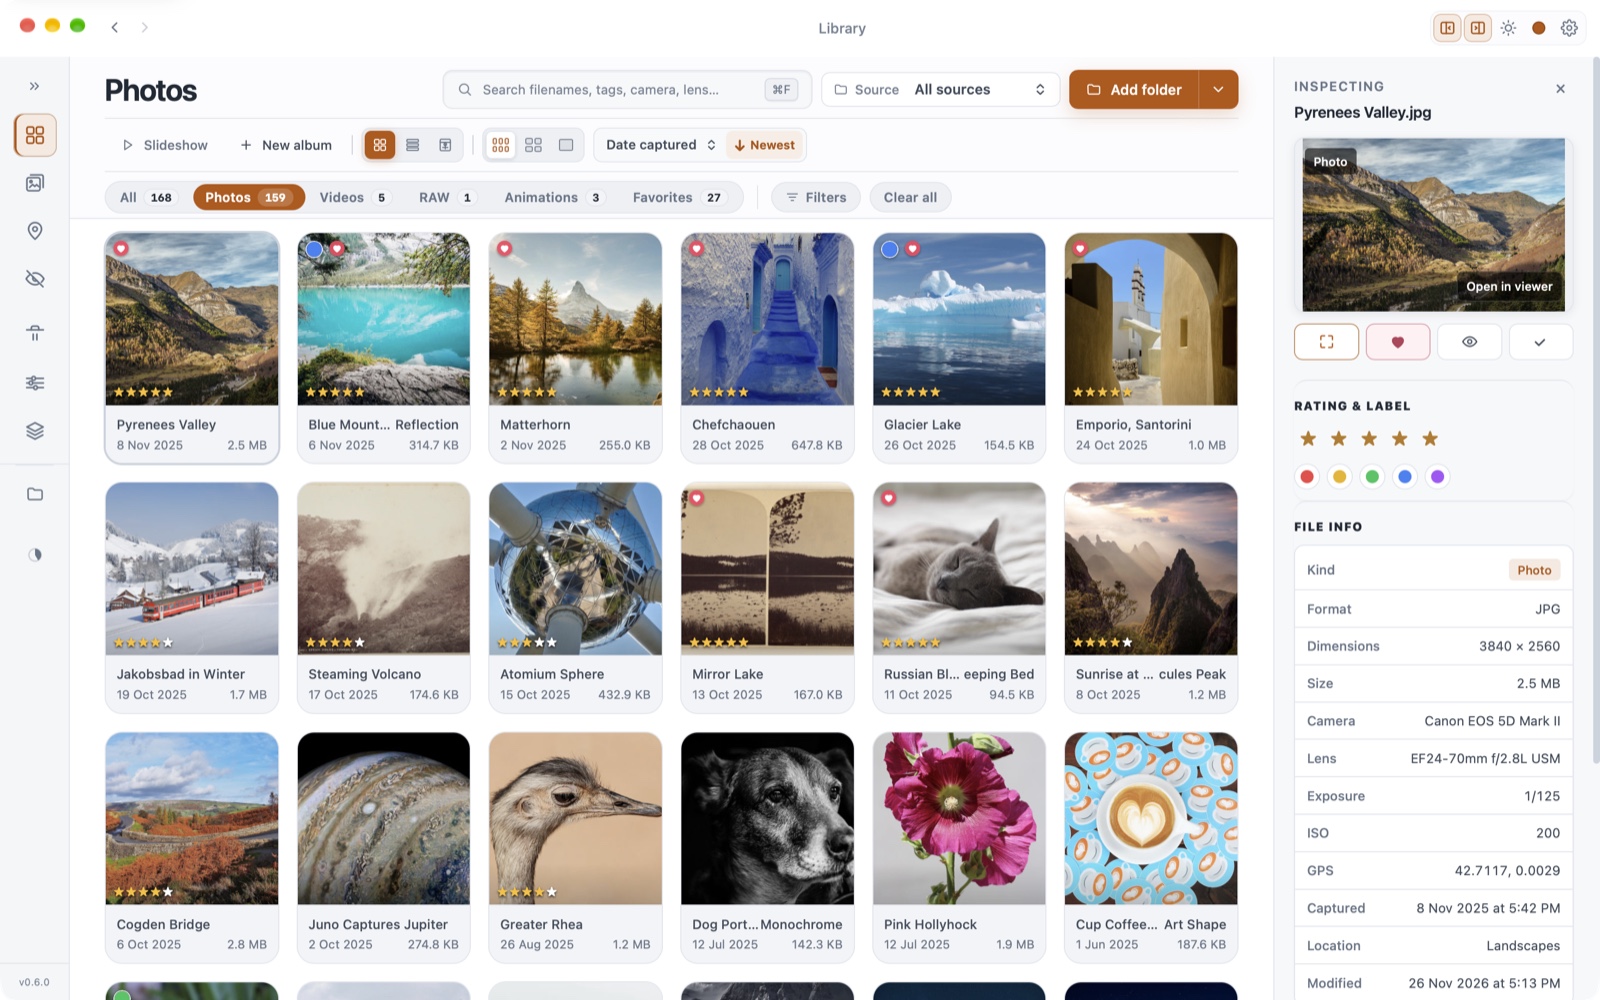 Library
Photos
Search filenames, tags, camera, lens...
⌘F
Source All sources
Add folder
Slideshow
New album
Date captured
Newest
All 168
Photos 159
Videos 5
RAW 1
Animations 3
Favorites 27
Filters
Clear all
Pyrenees Valley
8 Nov 2025 2.5 MB
Blue Mount... Reflection
6 Nov 2025 314.7 KB
Matterhorn
2 Nov 2025 255.0 KB
Chefchaouen
28 Oct 2025 647.8 KB
Glacier Lake
26 Oct 2025 154.5 KB
Emporio, Santorini
24 Oct 2025 1.0 MB
Jakobsbad in Winter
19 Oct 2025 1.7 MB
Steaming Volcano
17 Oct 2025 174.6 KB
Atomium Sphere
15 Oct 2025 432.9 KB
Mirror Lake
13 Oct 2025 167.0 KB
Russian Bl... eeping Bed
11 Oct 2025 94.5 KB
Sunrise at ... cules Peak
8 Oct 2025 1.2 MB
Cogden Bridge
6 Oct 2025 2.8 MB
Juno Captures Jupiter
2 Oct 2025 274.8 KB
Greater Rhea
26 Aug 2025 1.2 MB
Dog Port... Monochrome
12 Jul 2025 142.3 KB
Pink Hollyhock
12 Jul 2025 1.9 MB
Cup Coffee... Art Shape
1 Jun 2025 187.6 KB
v0.6.0
INSPECTING
Pyrenees Valley.jpg
Photo
Open in viewer
RATING & LABEL
FILE INFO
Kind Photo
Format JPG
Dimensions 3840 × 2560
Size 2.5 MB
Camera Canon EOS 5D Mark II
Lens EF24-70mm f/2.8L USM
Exposure 1/125
ISO 200
GPS 42.7117, 0.0029
Captured 8 Nov 2025 at 5:42 PM
Location Landscapes
Modified 26 Nov 2026 at 5:13 PM